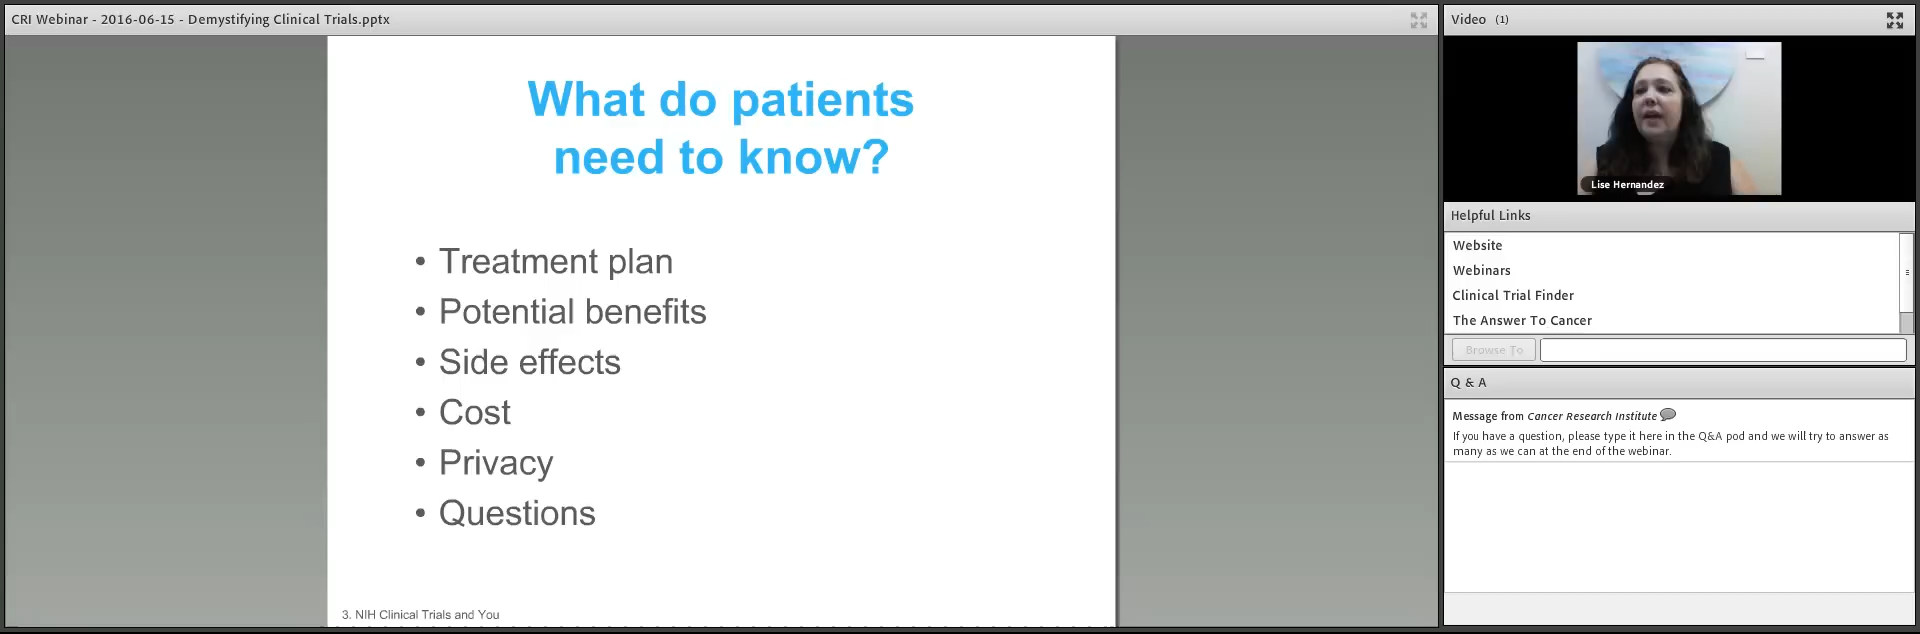 CRI Webinar - 2016-06-15 - Demystifying Clinical Trials.pptx
What do patients
need to know?
• Treatment plan
• Potential benefits
• Side effects
• Cost
• Privacy
• Questions
3. NIH Clinical Trials and You
Video (1)
Lise Hernandez
Helpful Links
Website
Webinars
Clinical Trial Finder
The Answer To Cancer
Browse To
Q & A
Message from Cancer Research Institute
If you have a question, please type it here in the Q&A pod and we will try to answer as
many as we can at the end of the webinar.